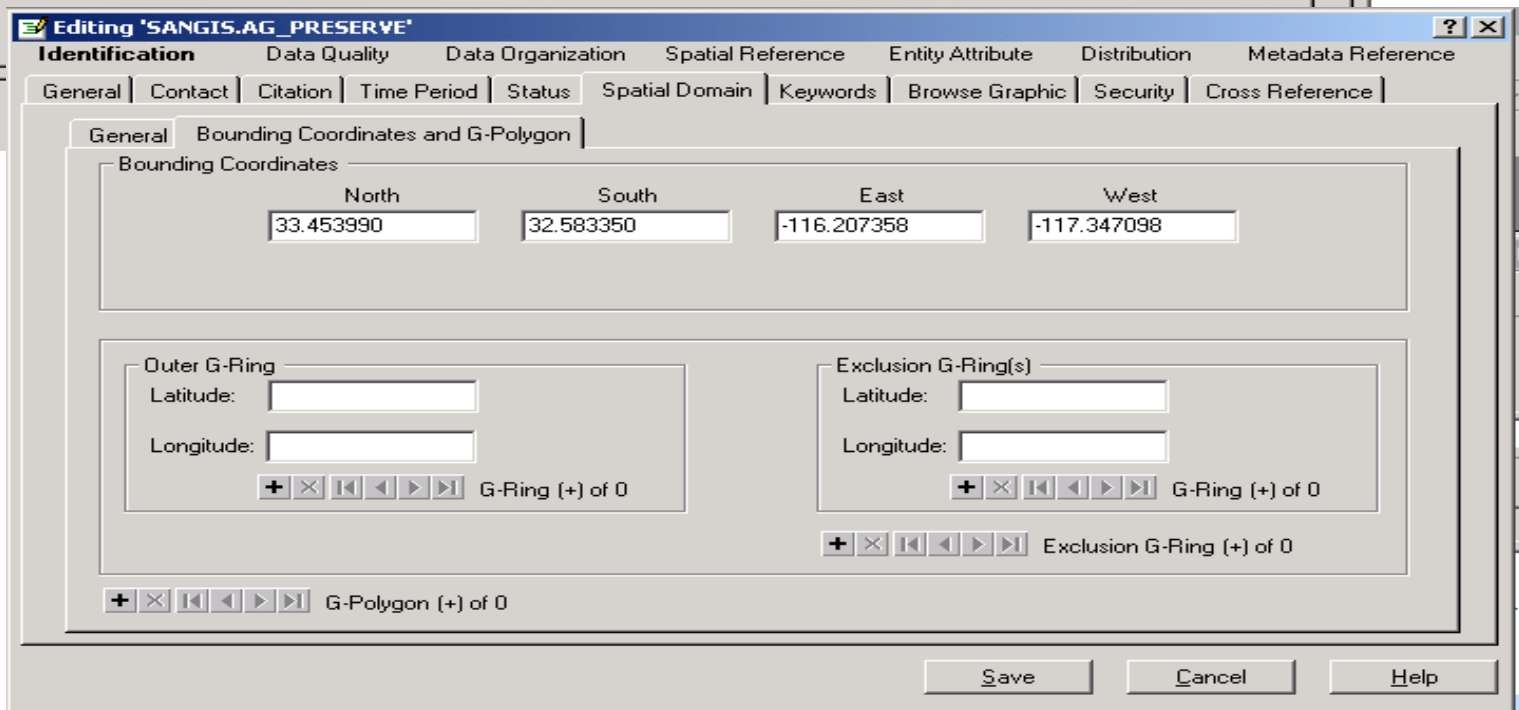 Editing 'SANGIS.AG_PRESERVE'
? ×
Identification Data Quality Data Organization Spatial Reference Entity Attribute Distribution Metadata Reference
General Contact Citation Time Period Status Spatial Domain Keywords Browse Graphic Security Cross Reference
General Bounding Coordinates and G-Polygon
Bounding Coordinates
North South East West
33.453990 32.583350 -116.207358 -117.347098
Outer G-Ring Exclusion G-Ring(s)
Latitude: Latitude:
Longitude: Longitude:
G-Ring (+) of 0 G-Ring (+) of 0
Exclusion G-Ring (+) of 0
G-Polygon (+) of 0
Save Cancel Help